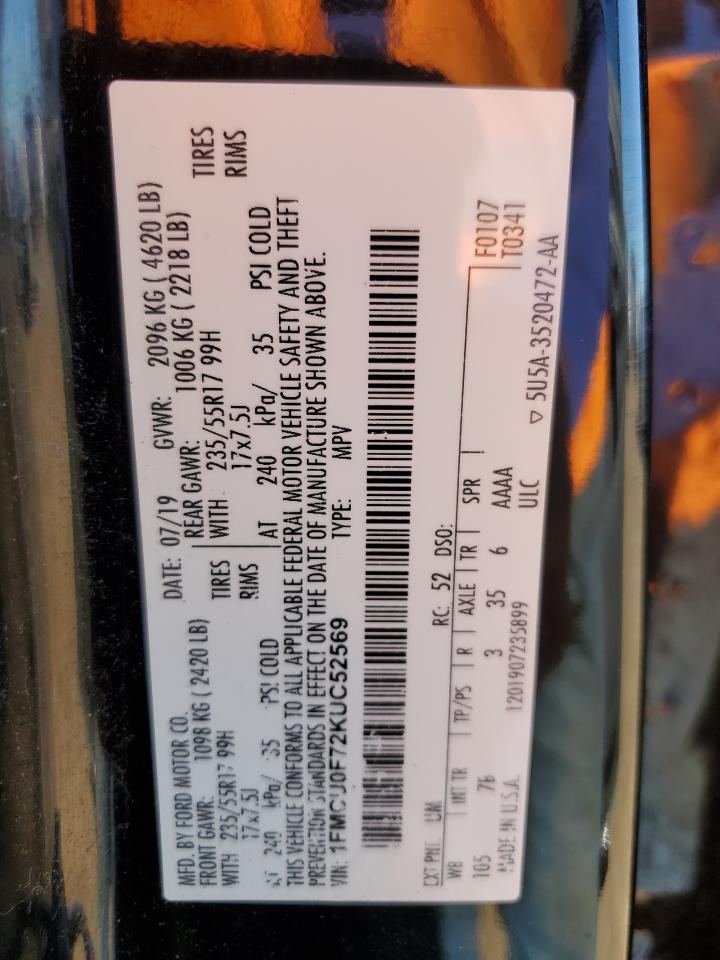 MFD. BY FORD MOTOR CO. DATE: 07/19 GVWR: 2096 KG ( 4620 LB)
FRONT GAWR: 1098 KG ( 2420 LB) REAR GAWR: 1006 KG ( 2218 LB)
WITH 235/55R17 99H TIRES WITH 235/55R17 99H TIRES
17x7.5J RIMS 17x7.5J RIMS
AT 240 kPa/ 35 PSI COLD AT 240 kPa/ 35 PSI COLD
THIS VEHICLE CONFORMS TO ALL APPLICABLE FEDERAL MOTOR VEHICLE SAFETY AND THEFT
PREVENTION STANDARDS IN EFFECT ON THE DATE OF MANUFACTURE SHOWN ABOVE.
VIN: 1FMCU0F72KUC52569 TYPE: MPV
EXT PNT: UM RC: 52 DSO:
WB INT TR TP/PS R AXLE TR SPR F0107
105 76 3 35 6 AAAA T0341
MADE IN U.S.A. 1201907235899 ULC ▽ 5U5A-3520472-AA